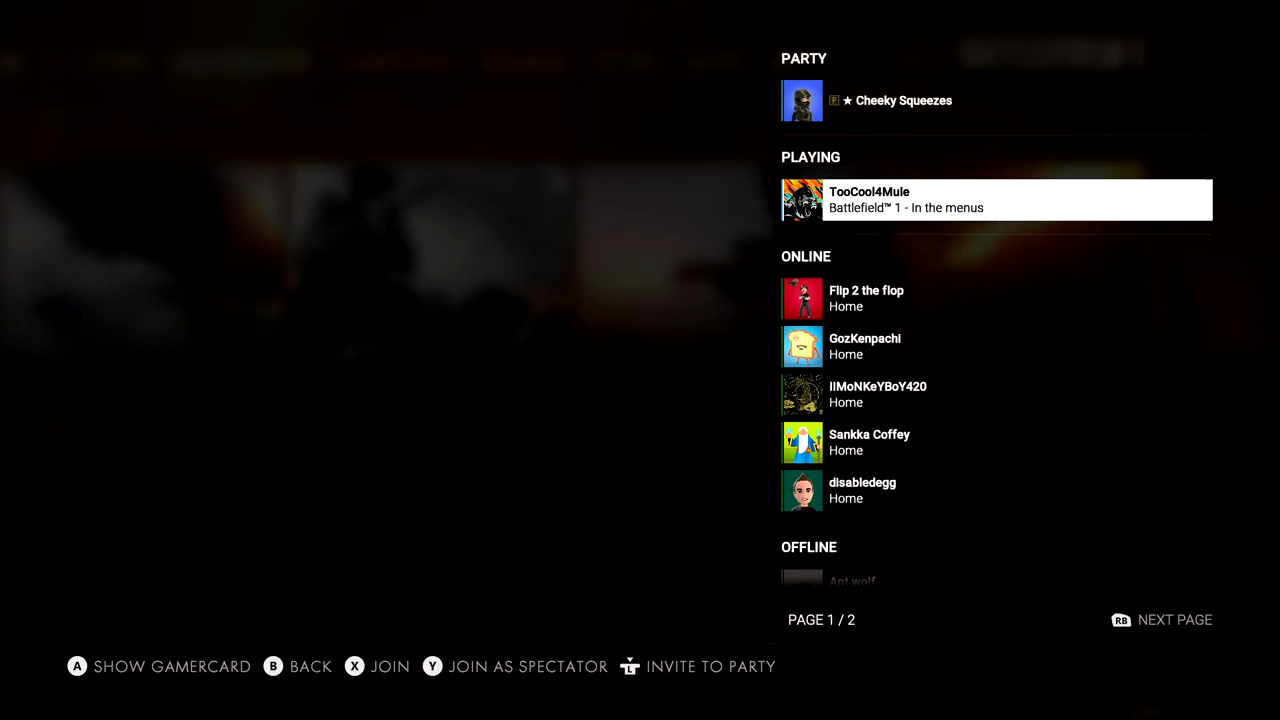 PARTY
P ★ Cheeky Squeezes
PLAYING
TooCool4Mule
Battlefield™ 1 - In the menus
ONLINE
Flip 2 the flop
Home
GozKenpachi
Home
IIMoNKeYBoY420
Home
Sankka Coffey
Home
disabledegg
Home
OFFLINE
Ant wolf
PAGE 1 / 2
RB NEXT PAGE
A SHOW GAMERCARD B BACK X JOIN Y JOIN AS SPECTATOR L INVITE TO PARTY